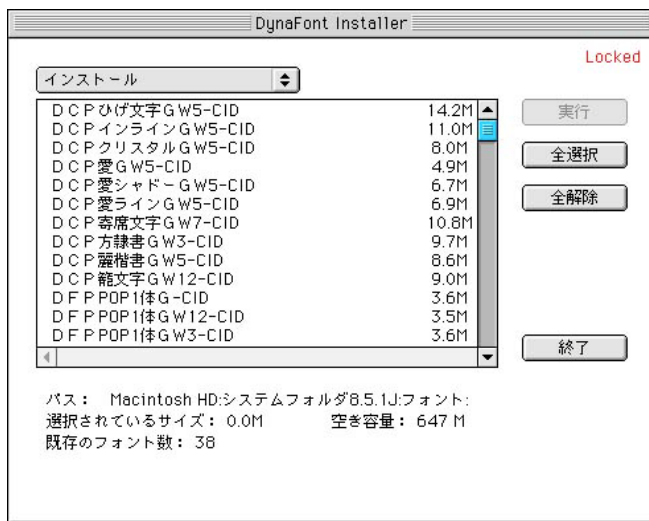 DynaFont Installer
Locked
インストール
ＤＣＰひげ文字ＧＷ5-CID 14.2M
ＤＣＰインラインＧＷ5-CID 11.0M
ＤＣＰクリスタルＧＷ5-CID 8.0M
ＤＣＰ愛ＧＷ5-CID 4.9M
ＤＣＰ愛シャドーＧＷ5-CID 6.7M
ＤＣＰ愛ラインＧＷ5-CID 6.9M
ＤＣＰ寄席文字ＧＷ7-CID 10.8M
ＤＣＰ方隷書ＧＷ3-CID 9.7M
ＤＣＰ麗楷書ＧＷ5-CID 8.6M
ＤＣＰ籠文字ＧＷ12-CID 9.0M
ＤＦＰPOP1体Ｇ-CID 3.6M
ＤＦＰPOP1体ＧＷ12-CID 3.5M
ＤＦＰPOP1体ＧＷ3-CID 3.6M
実行
全選択
全解除
終了
パス： Macintosh HD:システムフォルダ8.5.1J:フォント:
選択されているサイズ： 0.0M 空き容量： 647 M
既存のフォント数： 38